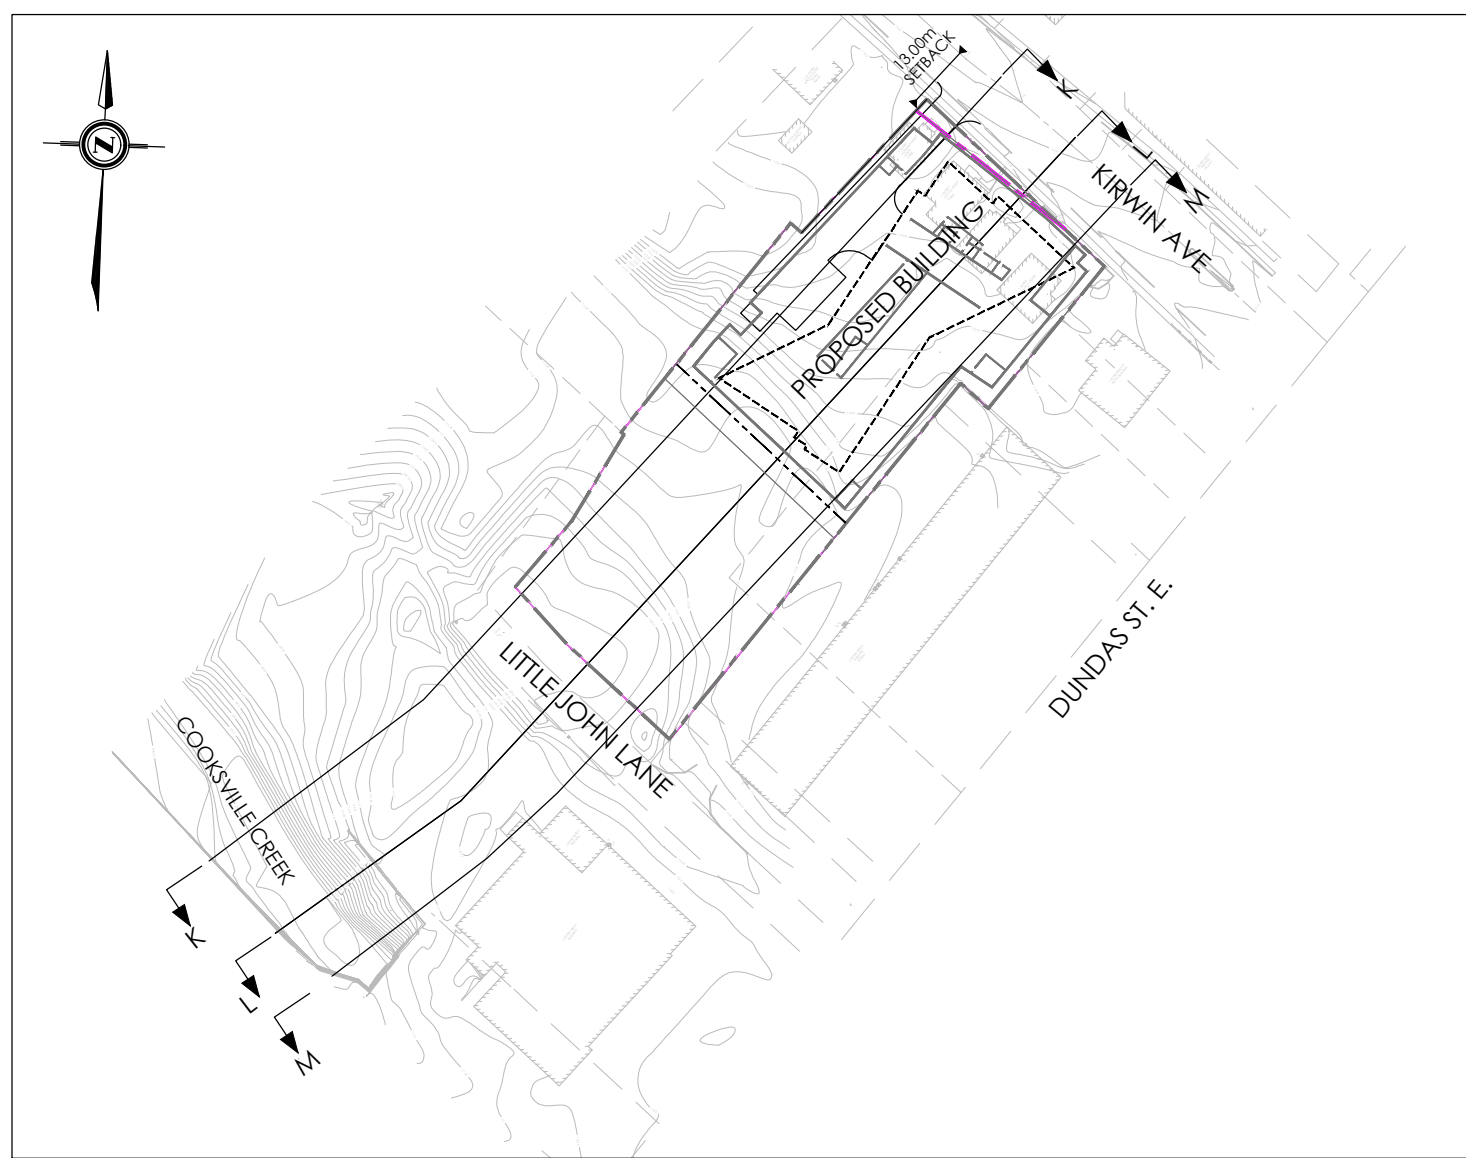 N
13.00m
SETBACK
K
L
M
KIRWIN AVE
PROPOSED BUILDING
DUNDAS ST. E.
LITTLE JOHN LANE
COOKSVILLE CREEK
K
L
M